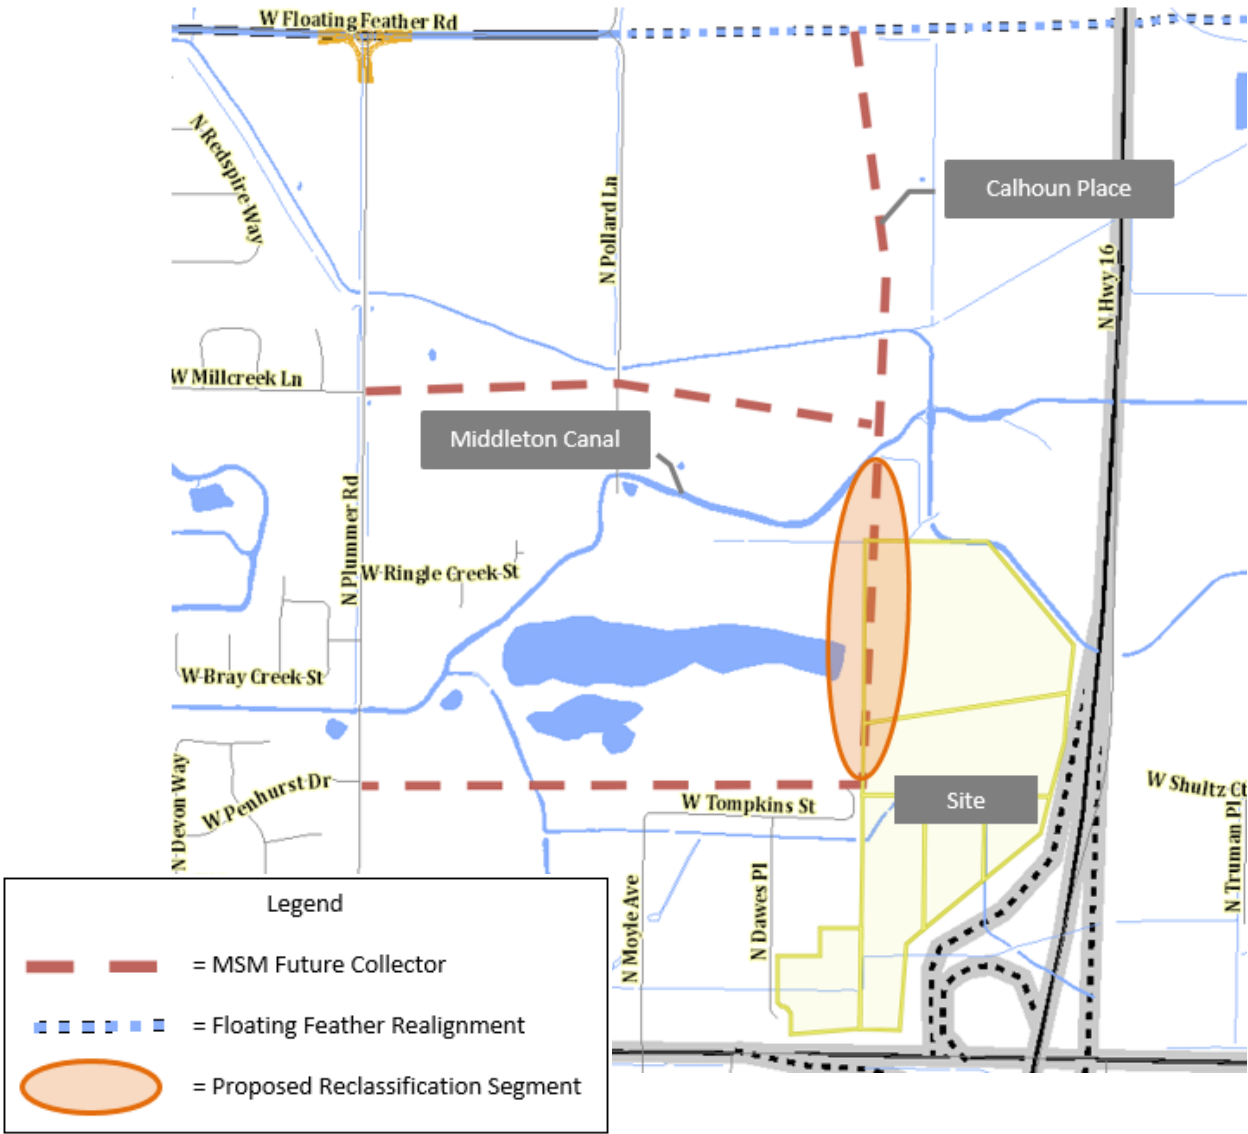 W Floating Feather Rd
N Redspire Way
N Pollard Ln
Calhoun Place
N Hwy 16
W Millcreek Ln
Middleton Canal
N Plummer Rd
W Ringle Creek St
W Bray Creek St
N Devon Way
W Penhurst Dr
W Tompkins St
Site
W Shultz Ct
N Truman Pl
N Moyle Ave
N Dawes Pl
Legend
= MSM Future Collector
= Floating Feather Realignment
= Proposed Reclassification Segment